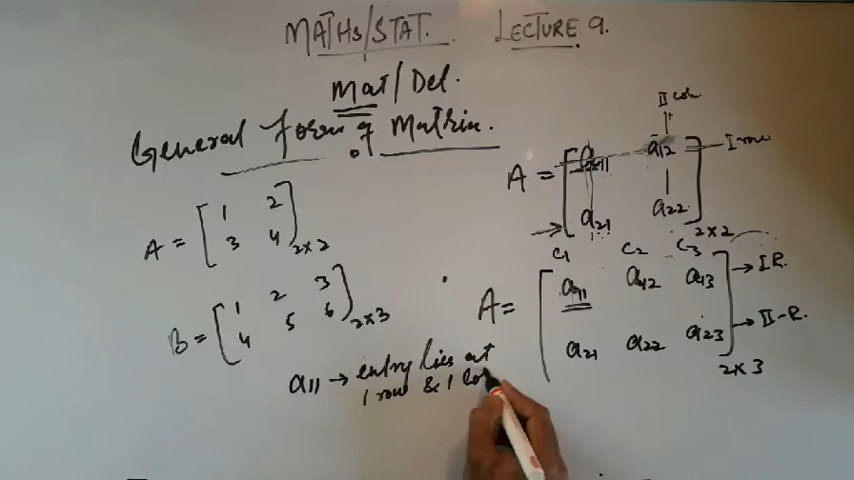 MATHS/STAT. LECTURE 9.
Mat/Det.
General form of Matrix.
of
A = [ 1 2
3 4 ] 2×2
B = [ 1 2 3
4 5 6 ] 2×3
II col.
A = [ a11 a12 ] I row
a21 a22 2×2
C1 C2 C3
A = [ a11 a12 a13 ] → I R.
a21 a22 a23 → II-R.
2×3
a11 → entry lies at
1 row & 1 col